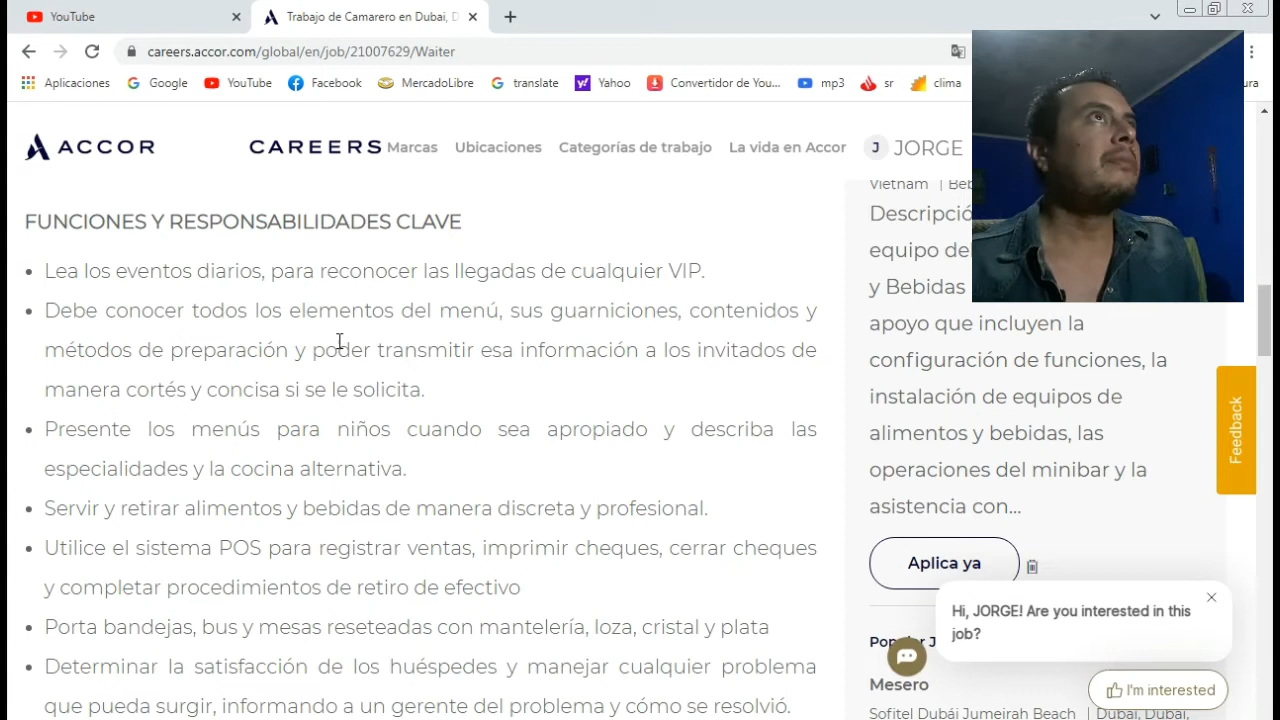 YouTube
Trabajo de Camarero en Dubai, D
careers.accor.com/global/en/job/21007629/Waiter
Aplicaciones
Google
YouTube
Facebook
MercadoLibre
translate
Yahoo
Convertidor de You...
mp3
sr
clima
ura
ACCOR
CAREERS
Marcas
Ubicaciones
Categorías de trabajo
La vida en Accor
J JORGE
FUNCIONES Y RESPONSABILIDADES CLAVE
Lea los eventos diarios, para reconocer las llegadas de cualquier VIP.
Debe conocer todos los elementos del menú, sus guarniciones, contenidos y
métodos de preparación y poder transmitir esa información a los invitados de
manera cortés y concisa si se le solicita.
Presente los menús para niños cuando sea apropiado y describa las
especialidades y la cocina alternativa.
Servir y retirar alimentos y bebidas de manera discreta y profesional.
Utilice el sistema POS para registrar ventas, imprimir cheques, cerrar cheques
y completar procedimientos de retiro de efectivo
Porta bandejas, bus y mesas reseteadas con mantelería, loza, cristal y plata
Determinar la satisfacción de los huéspedes y manejar cualquier problema
que pueda surgir, informando a un gerente del problema y cómo se resolvió.
Vietnam | Beb
Descripció
equipo de
y Bebidas
apoyo que incluyen la
configuración de funciones, la
instalación de equipos de
alimentos y bebidas, las
operaciones del minibar y la
asistencia con...
Aplica ya
Feedback
Hi, JORGE! Are you interested in this
job?
I'm interested
Mesero
Sofitel Dubái Jumeirah Beach | Dubai, Dubai,